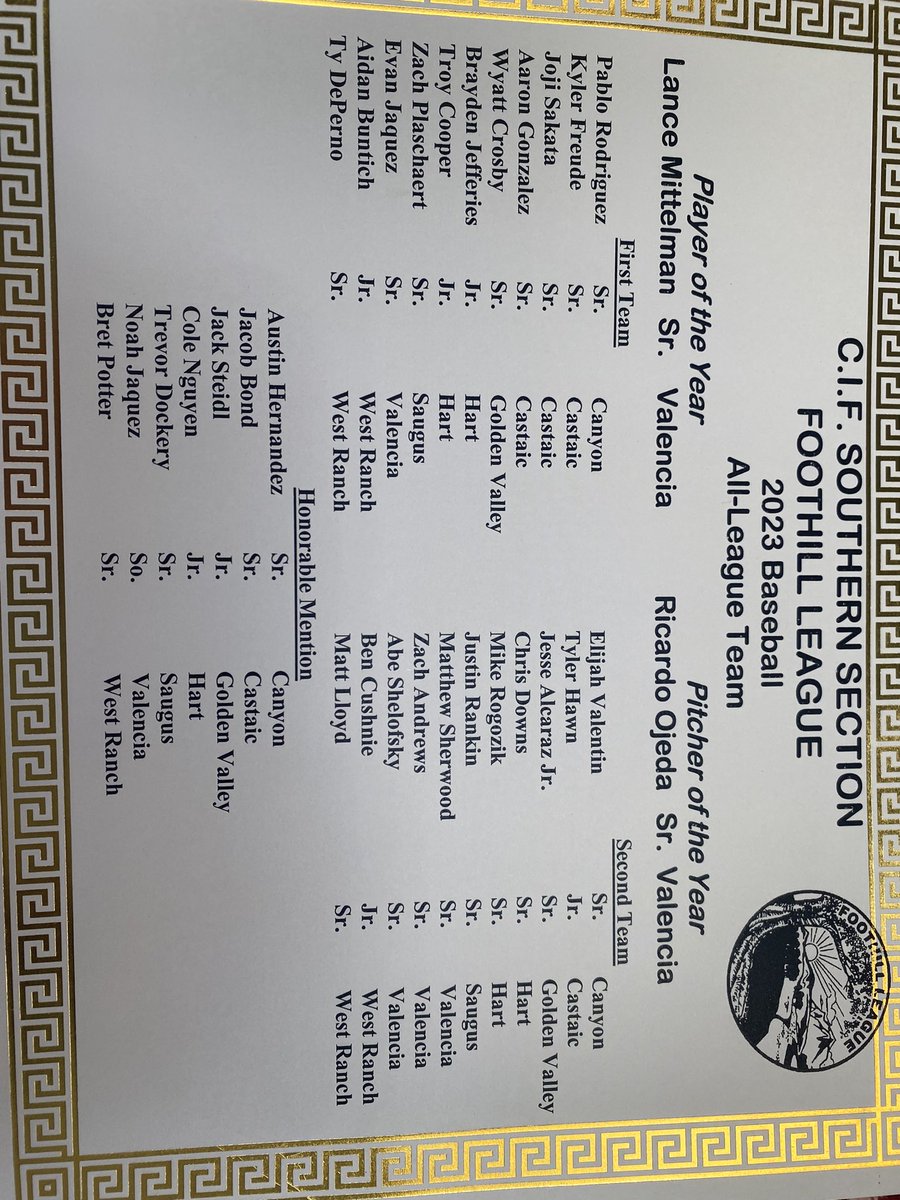 C.I.F. SOUTHERN SECTION
FOOTHILL LEAGUE
2023 Baseball
All-League Team
FOOTHILL LEAGUE
Player of the Year
Lance Mittelman Sr. Valencia
Pitcher of the Year
Ricardo Ojeda Sr. Valencia
First Team
Pablo Rodriguez Sr. Canyon
Kyler Freude Sr. Castaic
Joji Sakata Sr. Castaic
Aaron Gonzalez Sr. Castaic
Wyatt Crosby Sr. Golden Valley
Brayden Jefferies Jr. Hart
Troy Cooper Jr. Hart
Zach Plaschaert Sr. Saugus
Evan Jaquez Sr. Valencia
Aidan Buntich Jr. West Ranch
Ty DePerno Sr. West Ranch
Second Team
Elijah Valentin Sr. Canyon
Tyler Hawn Jr. Castaic
Jesse Alcaraz Jr. Sr. Golden Valley
Chris Downs Sr. Hart
Mike Rogozik Sr. Hart
Justin Rankin Sr. Saugus
Matthew Sherwood Sr. Valencia
Zach Andrews Sr. Valencia
Abe Shelofsky Sr. Valencia
Ben Cushnie Jr. West Ranch
Matt Lloyd Sr. West Ranch
Honorable Mention
Austin Hernandez Sr. Canyon
Jacob Bond Sr. Castaic
Jack Steidl Jr. Golden Valley
Cole Nguyen Jr. Hart
Trevor Dockery Sr. Saugus
Noah Jaquez So. Valencia
Bret Potter Sr. West Ranch